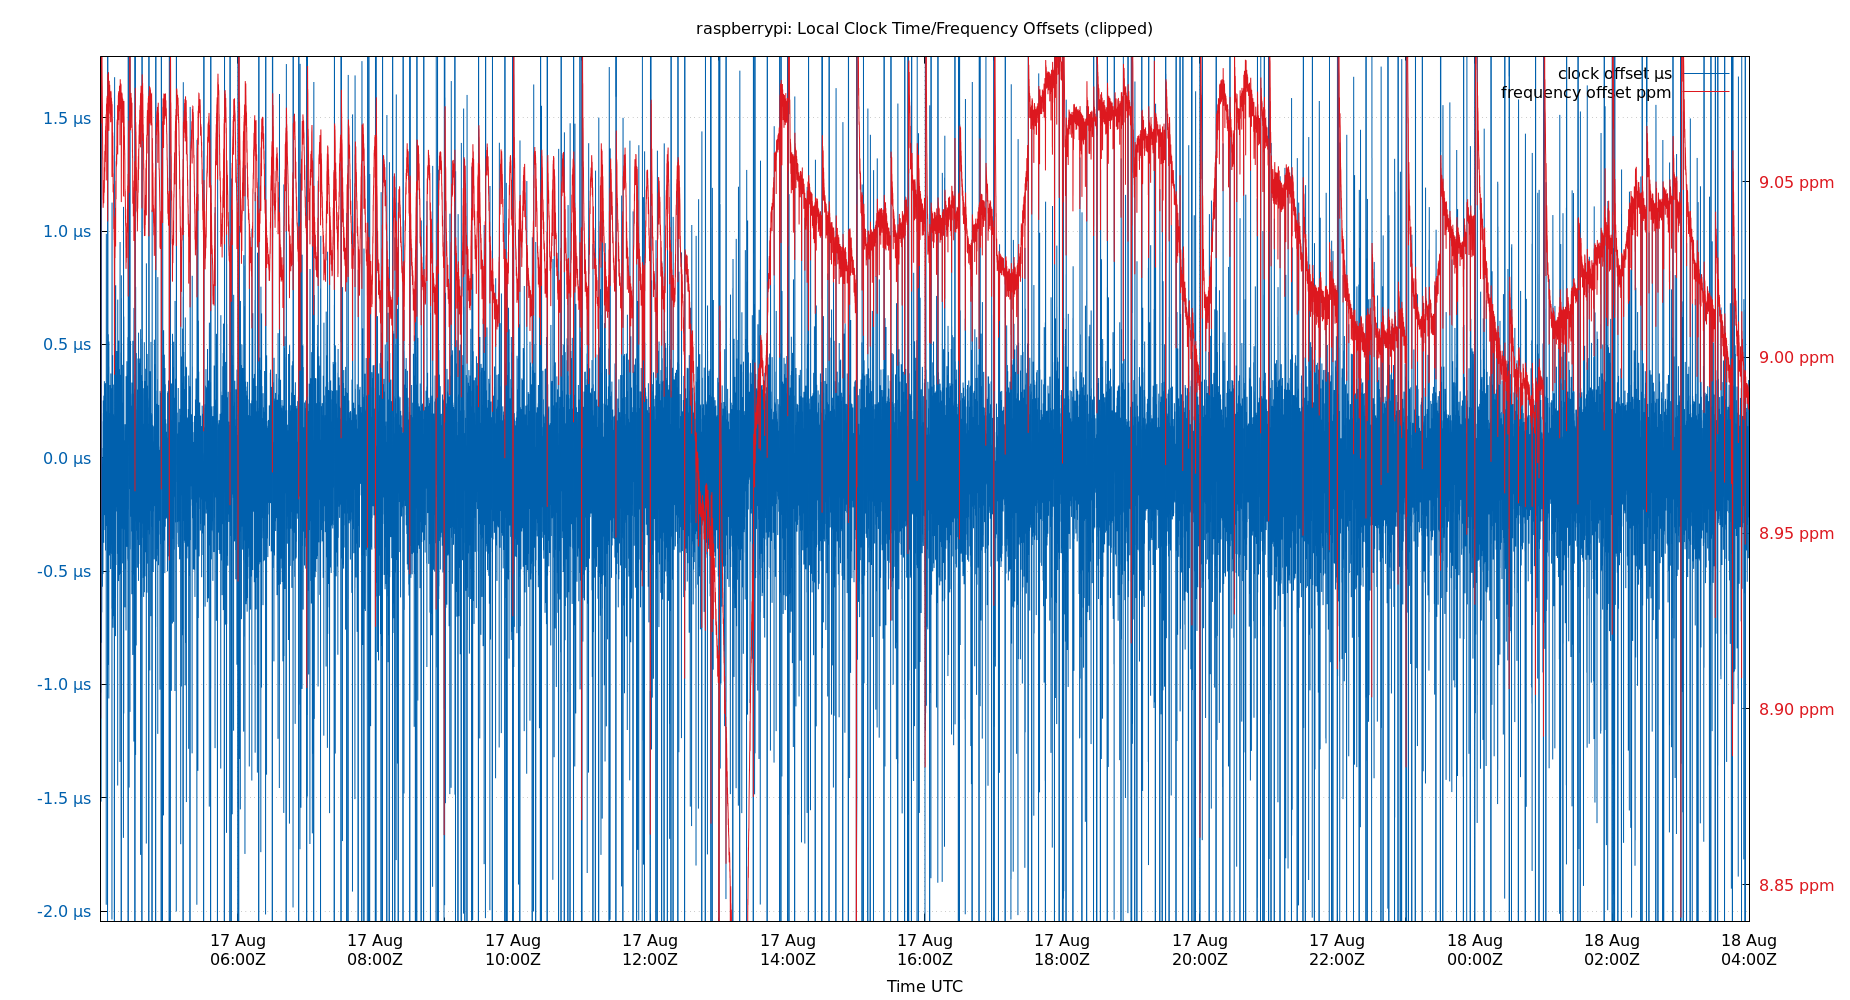 raspberrypi: Local Clock Time/Frequency Offsets (clipped)
clock offset µs
frequency offset ppm
1.5 µs
1.0 µs
0.5 µs
0.0 µs
-0.5 µs
-1.0 µs
-1.5 µs
-2.0 µs
9.05 ppm
9.00 ppm
8.95 ppm
8.90 ppm
8.85 ppm
17 Aug 17 Aug 17 Aug 17 Aug 17 Aug 17 Aug 17 Aug 17 Aug 17 Aug 18 Aug 18 Aug 18 Aug
06:00Z 08:00Z 10:00Z 12:00Z 14:00Z 16:00Z 18:00Z 20:00Z 22:00Z 00:00Z 02:00Z 04:00Z
Time UTC